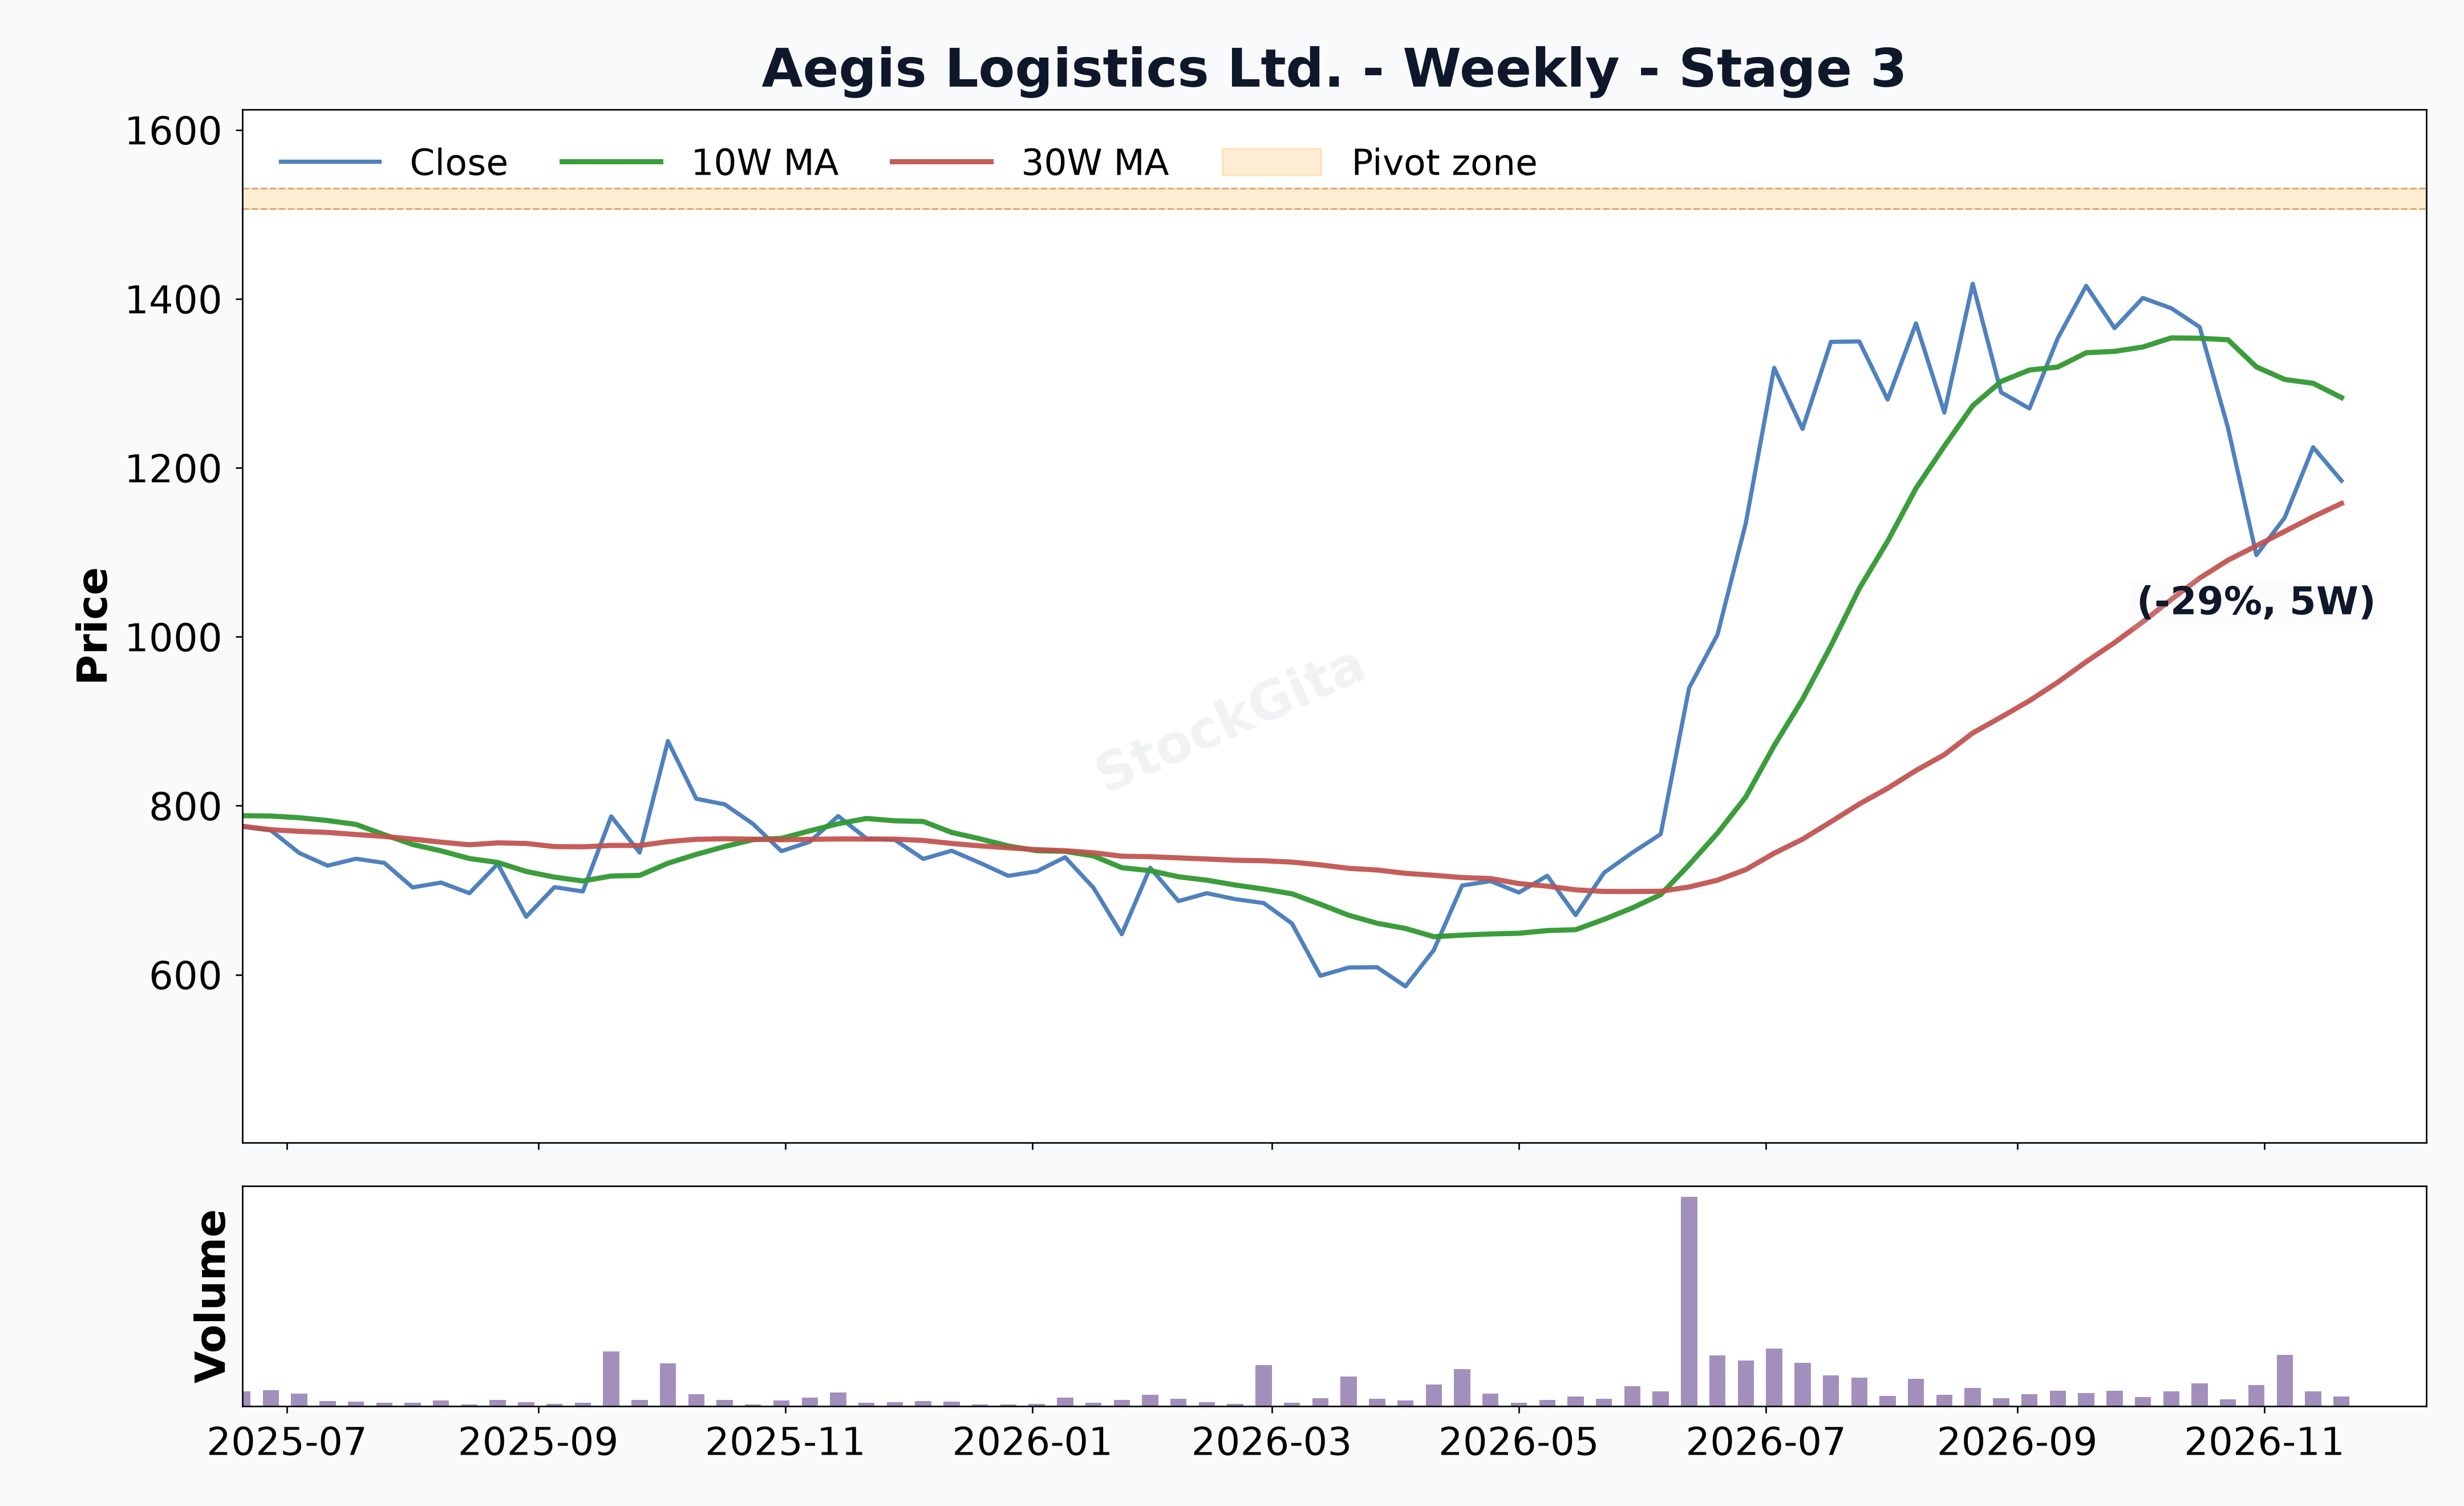 Aegis Logistics Ltd. - Weekly - Stage 3
Close 10W MA 30W MA Pivot zone
1600
1400
1200
1000
800
600
Price
(-29%, 5W)
StockGita
Volume
2025-07 2025-09 2025-11 2026-01 2026-03 2026-05 2026-07 2026-09 2026-11